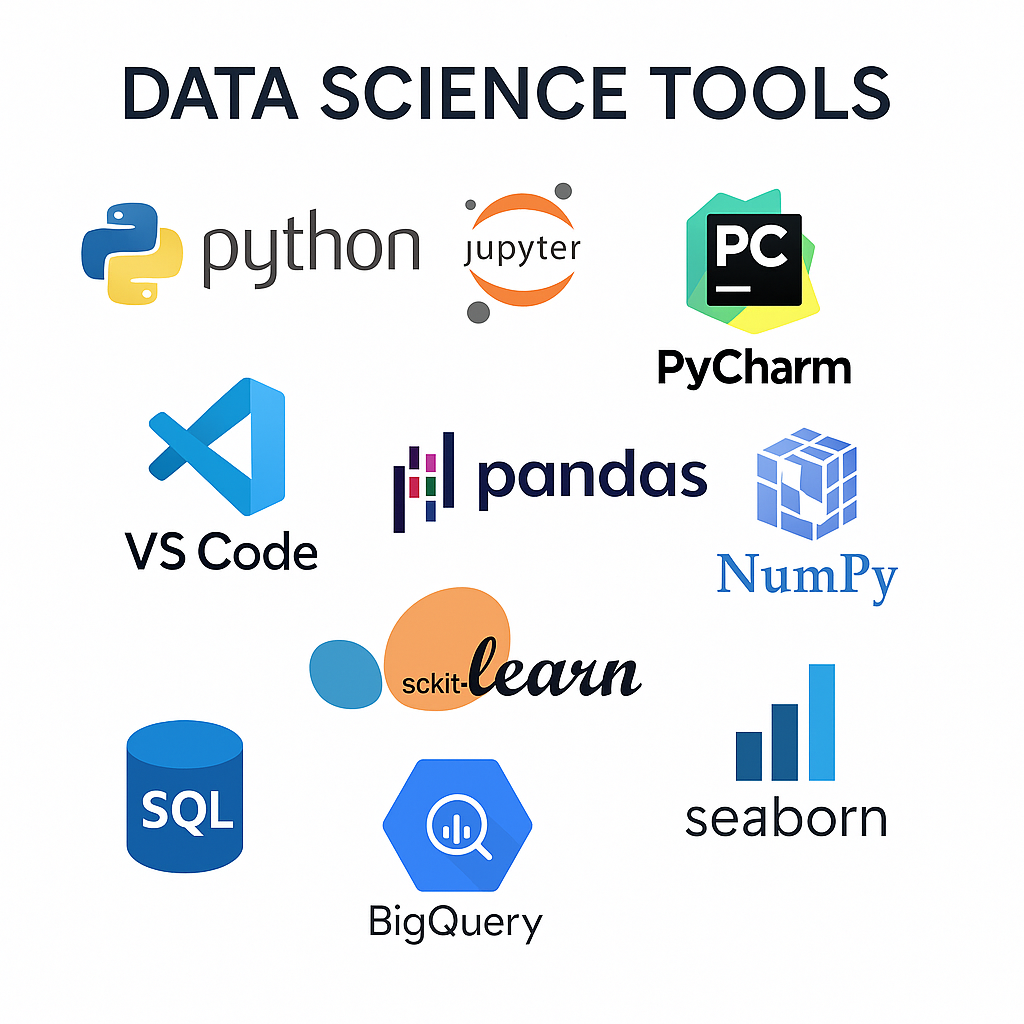 DATA SCIENCE TOOLS
python
jupyter
PC
PyCharm
VS Code
pandas
NumPy
sckit-learn
SQL
seaborn
BigQuery